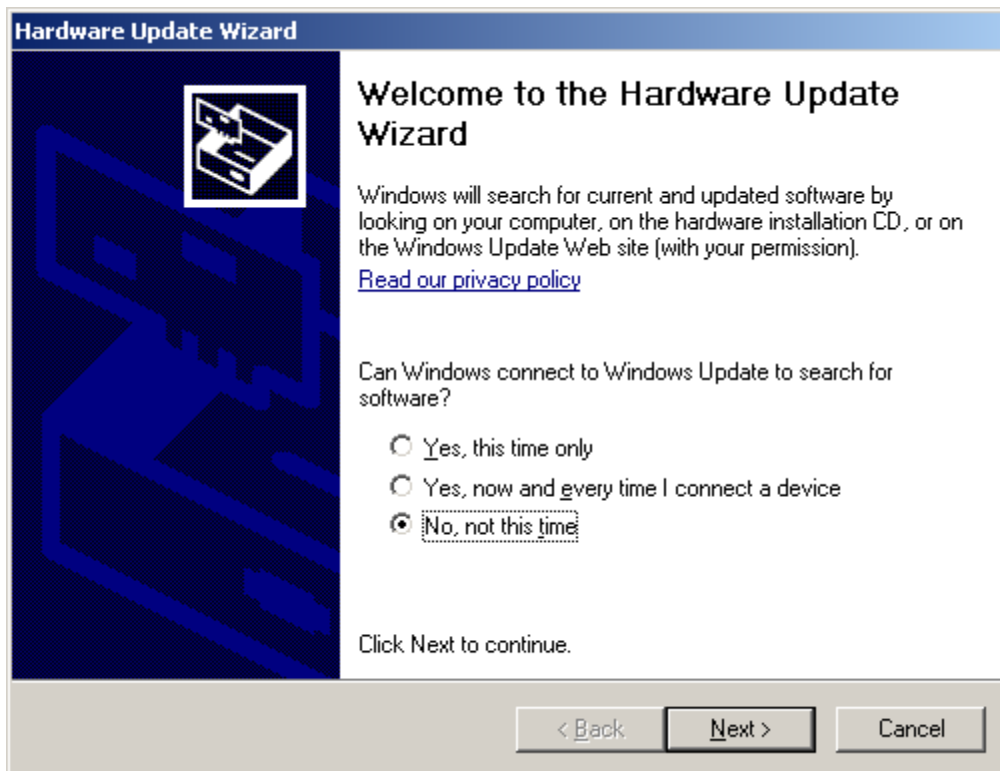 Hardware Update Wizard
Welcome to the Hardware Update
Wizard
Windows will search for current and updated software by
looking on your computer, on the hardware installation CD, or on
the Windows Update Web site (with your permission).
Read our privacy policy
Can Windows connect to Windows Update to search for
software?
Yes, this time only
Yes, now and every time I connect a device
No, not this time
Click Next to continue.
< Back Next > Cancel